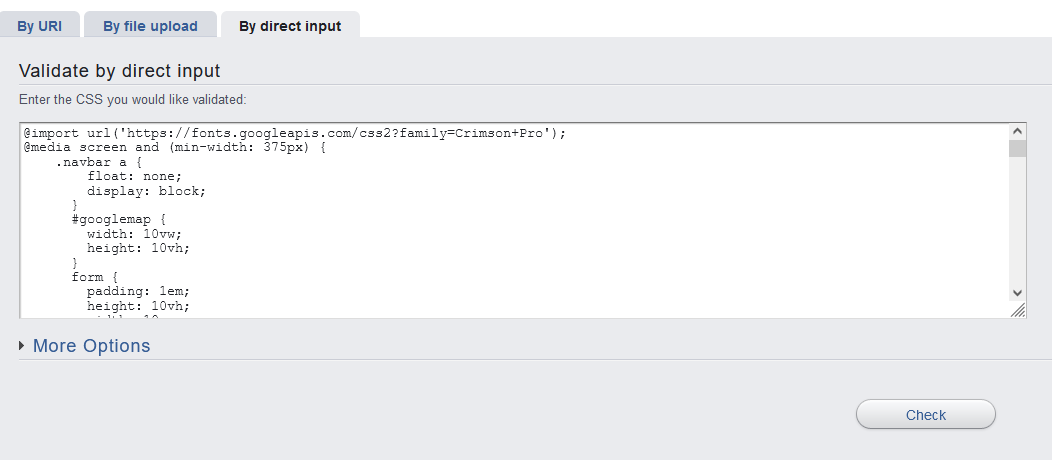 By URI
By file upload
By direct input
Validate by direct input
Enter the CSS you would like validated:
@import url('https://fonts.googleapis.com/css2?family=Crimson+Pro');
@media screen and (min-width: 375px) {
.navbar a {
float: none;
display: block;
}
#googlemap {
width: 10vw;
height: 10vh;
}
form {
padding: 1em;
height: 10vh;
More Options
Check